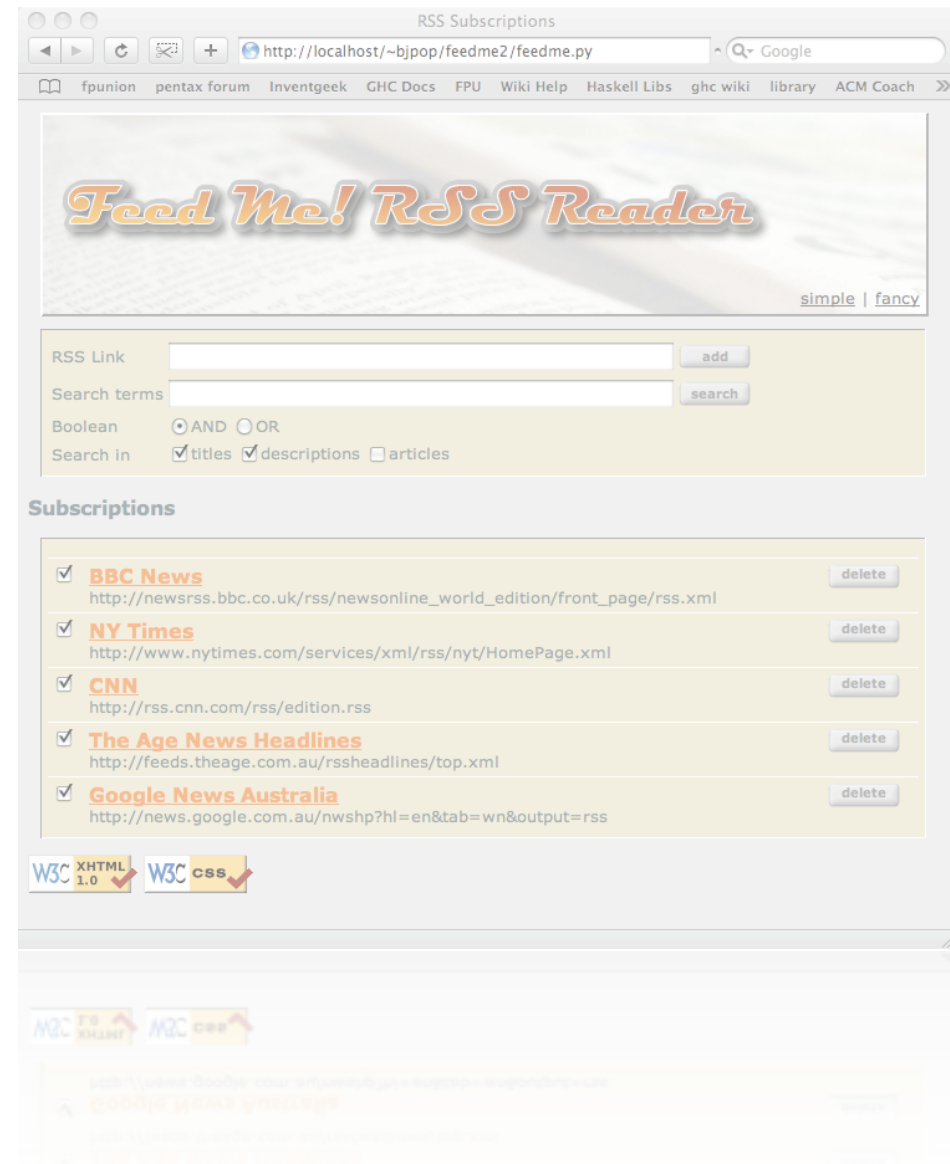 RSS Subscriptions
http://localhost/~bjpop/feedme2/feedme.py
Google
fpunion pentax forum Inventgeek GHC Docs FPU Wiki Help Haskell Libs ghc wiki library ACM Coach
Feed Me! RSS Reader
simple | fancy
RSS Link add
Search terms search
Boolean AND OR
Search in titles descriptions articles
Subscriptions
BBC News delete
http://newsrss.bbc.co.uk/rss/newsonline_world_edition/front_page/rss.xml
NY Times delete
http://www.nytimes.com/services/xml/rss/nyt/HomePage.xml
CNN delete
http://rss.cnn.com/rss/edition.rss
The Age News Headlines delete
http://feeds.theage.com.au/rssheadlines/top.xml
Google News Australia delete
http://news.google.com.au/nwshp?hl=en&tab=wn&output=rss
W3C XHTML 1.0 W3C css